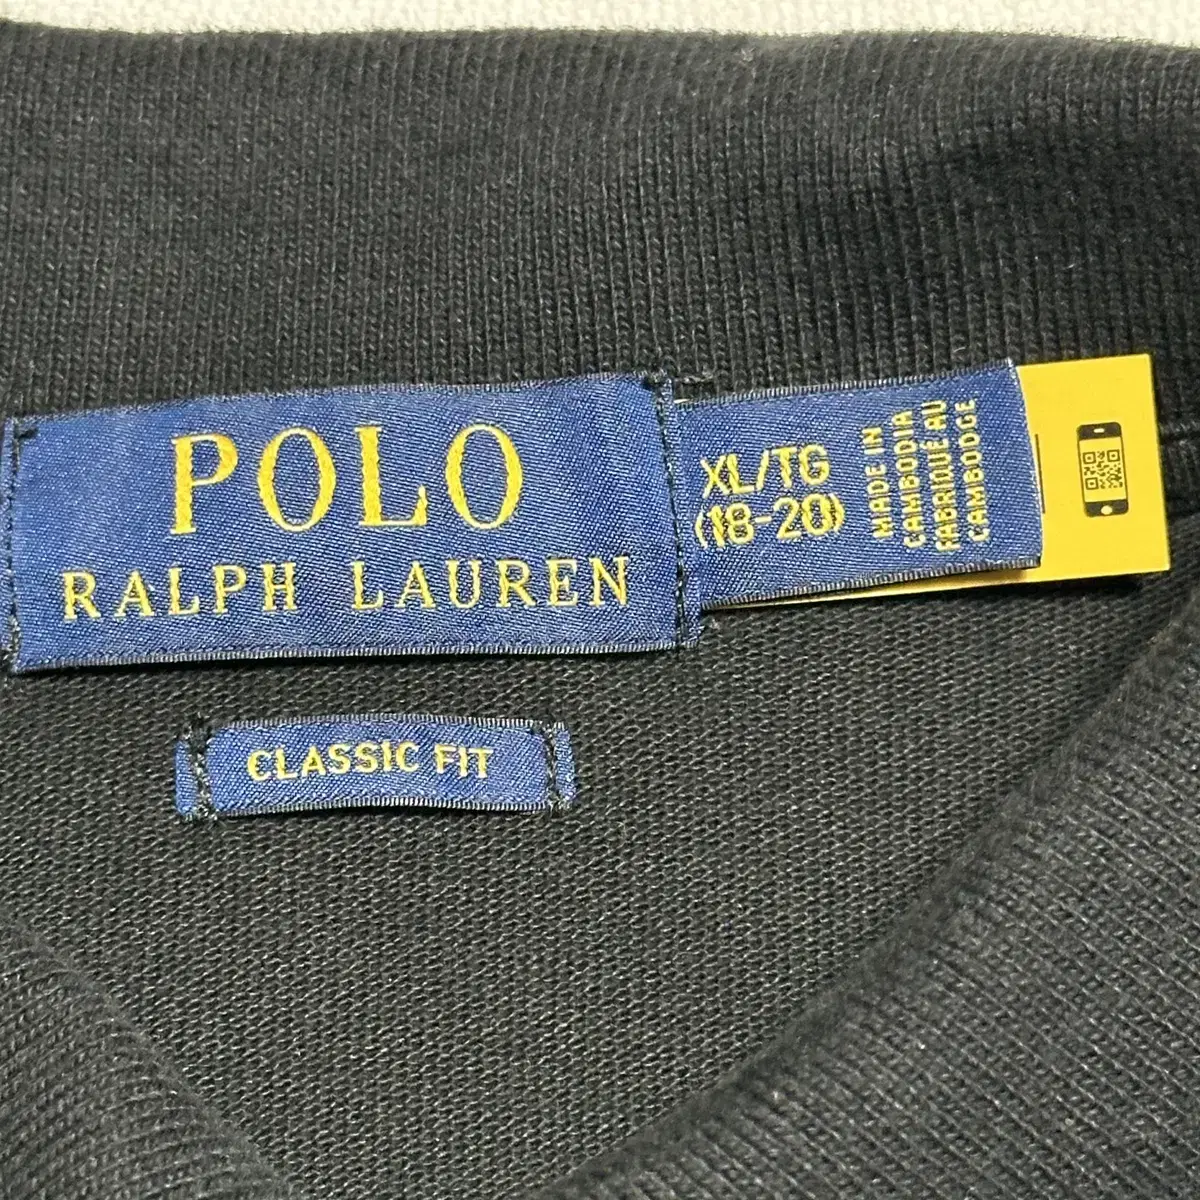 POLO
RALPH LAUREN
XL/TG
(18-20)
MADE IN
CAMBODIA
FABRIQUÉ AU
CAMBODGE
CLASSIC FIT